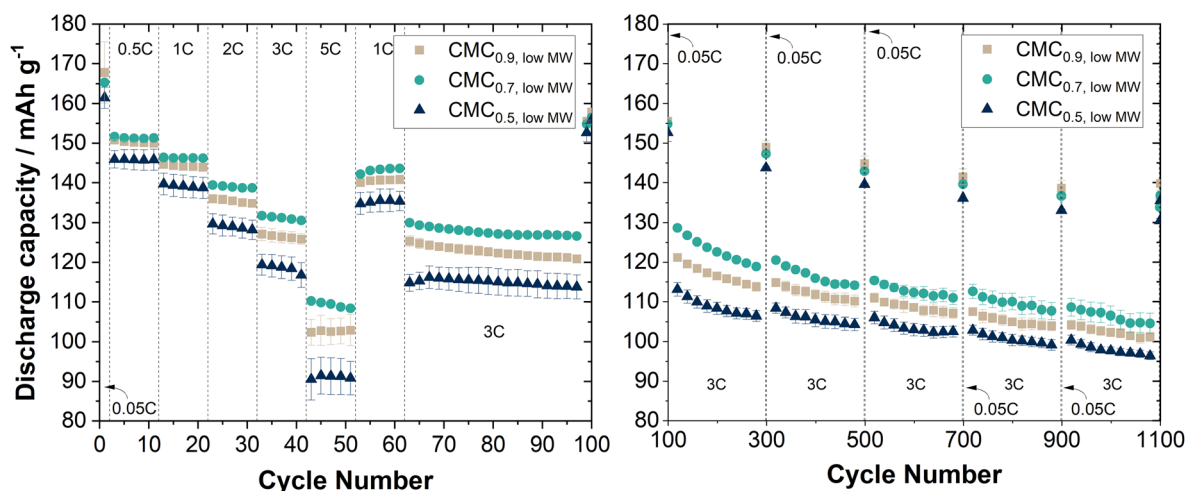 Discharge capacity / mAh g-1
180
170
160
150
140
130
120
110
100
90
80
0.5C 1C 2C 3C 5C 1C
CMC0.9, low MW
CMC0.7, low MW
CMC0.5, low MW
3C
0.05C
0 10 20 30 40 50 60 70 80 90 100
Cycle Number
180
170
160
150
140
130
120
110
100
90
80
0.05C 0.05C 0.05C
CMC0.9, low MW
CMC0.7, low MW
CMC0.5, low MW
3C 3C 3C 3C 3C
0.05C 0.05C
100 300 500 700 900 1100
Cycle Number